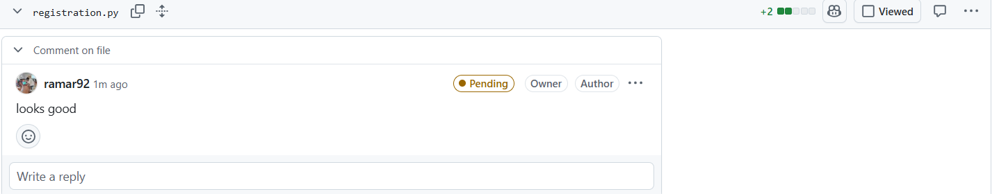 registration.py +2 Viewed
Comment on file
ramar92 1m ago Pending Owner Author
looks good
Write a reply